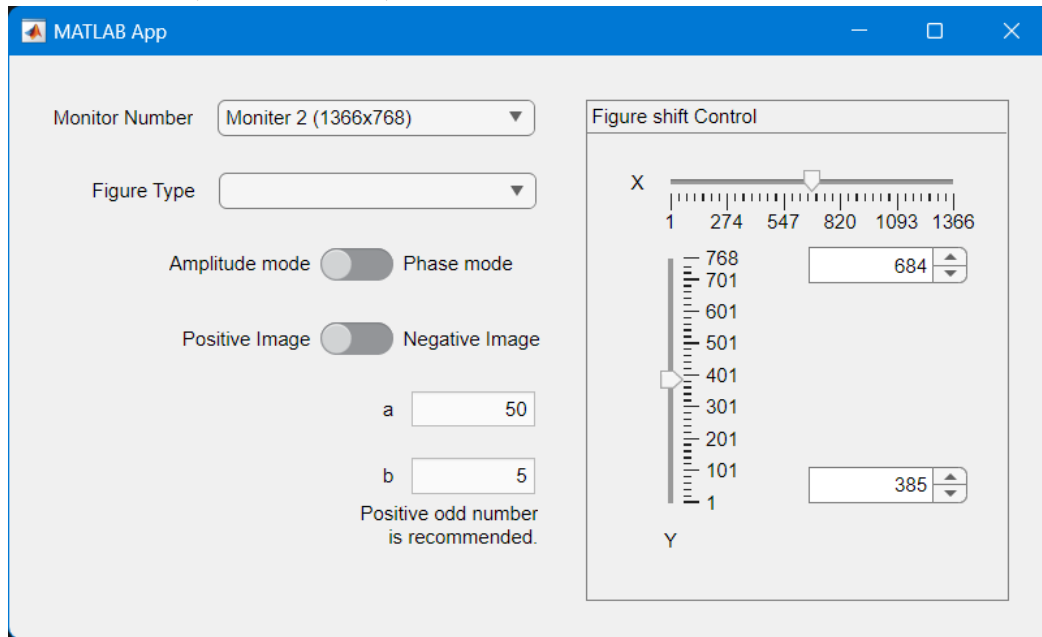 MATLAB App
Monitor Number
Moniter 2 (1366x768)
Figure Type
Amplitude mode
Phase mode
Positive Image
Negative Image
a
50
b
5
Positive odd number
is recommended.
Figure shift Control
X
1 274 547 820 1093 1366
768
701
601
501
401
301
201
101
1
684
385
Y